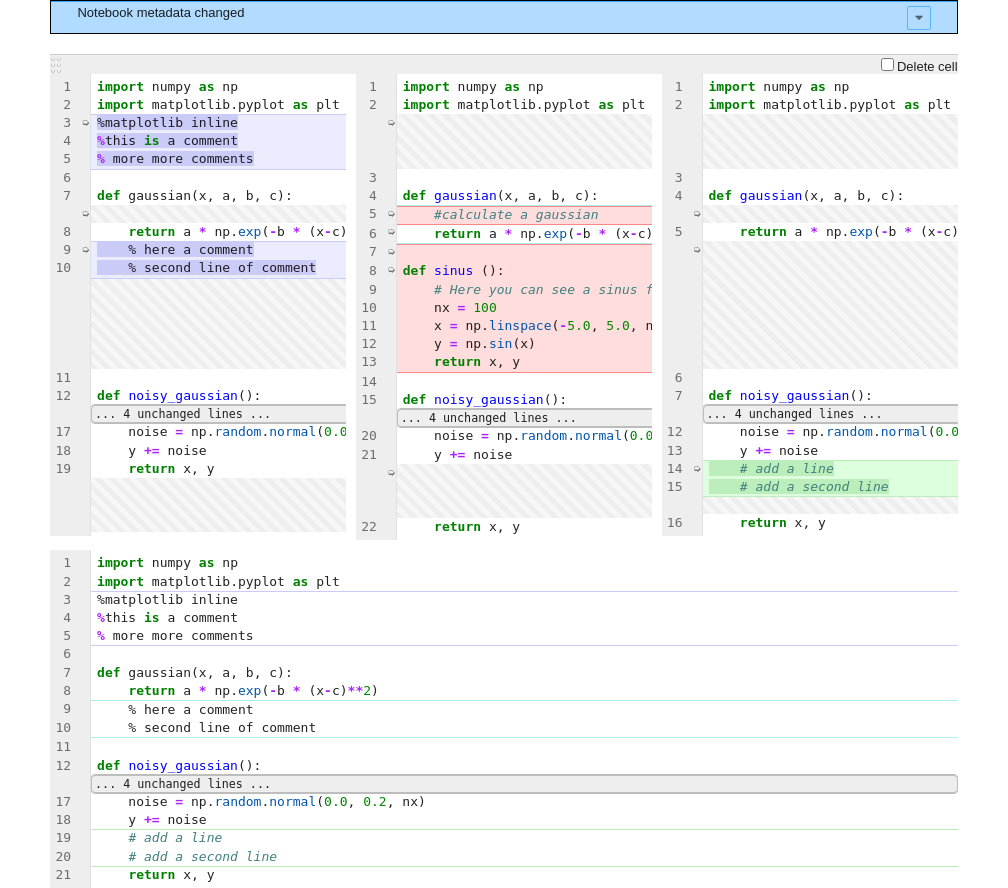 Notebook metadata changed
Delete cell
1 import numpy as np
2 import matplotlib.pyplot as plt
3 %matplotlib inline
4 %this is a comment
5 % more more comments
6
7 def gaussian(x, a, b, c):
8     return a * np.exp(-b * (x-c)
9     % here a comment
10     % second line of comment
11
12 def noisy_gaussian():
... 4 unchanged lines ...
17     noise = np.random.normal(0.0
18     y += noise
19     return x, y
1 import numpy as np
2 import matplotlib.pyplot as plt
3
4 def gaussian(x, a, b, c):
5     #calculate a gaussian
6     return a * np.exp(-b * (x-c)
7
8 def sinus ():
9     # Here you can see a sinus f
10     nx = 100
11     x = np.linspace(-5.0, 5.0, n
12     y = np.sin(x)
13     return x, y
14
15 def noisy_gaussian():
... 4 unchanged lines ...
20     noise = np.random.normal(0.0
21     y += noise
22     return x, y
1 import numpy as np
2 import matplotlib.pyplot as plt
3
4 def gaussian(x, a, b, c):
5     return a * np.exp(-b * (x-c)
6
7 def noisy_gaussian():
... 4 unchanged lines ...
12     noise = np.random.normal(0.0
13     y += noise
14     # add a line
15     # add a second line
16     return x, y
1 import numpy as np
2 import matplotlib.pyplot as plt
3 %matplotlib inline
4 %this is a comment
5 % more more comments
6
7 def gaussian(x, a, b, c):
8     return a * np.exp(-b * (x-c)**2)
9     % here a comment
10     % second line of comment
11
12 def noisy_gaussian():
... 4 unchanged lines ...
17     noise = np.random.normal(0.0, 0.2, nx)
18     y += noise
19     # add a line
20     # add a second line
21     return x, y